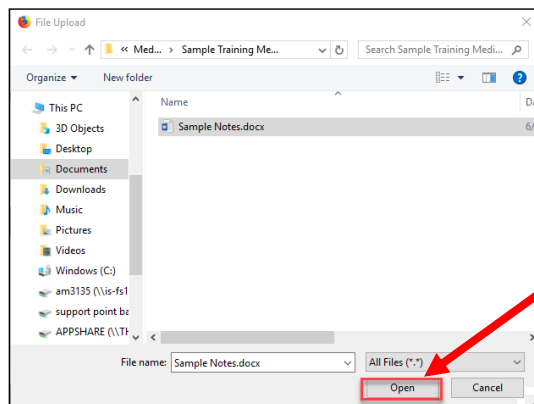 File Upload
« Med... › Sample Training Me...
Search Sample Training Medi...
Organize
New folder
This PC
3D Objects
Desktop
Documents
Downloads
Music
Pictures
Videos
Windows (C:)
am3135 (\\is-fs1
support point ba
APPSHARE (\\TH
Name
Sample Notes.docx
6/
File name:
Sample Notes.docx
All Files (*.*)
Open
Cancel